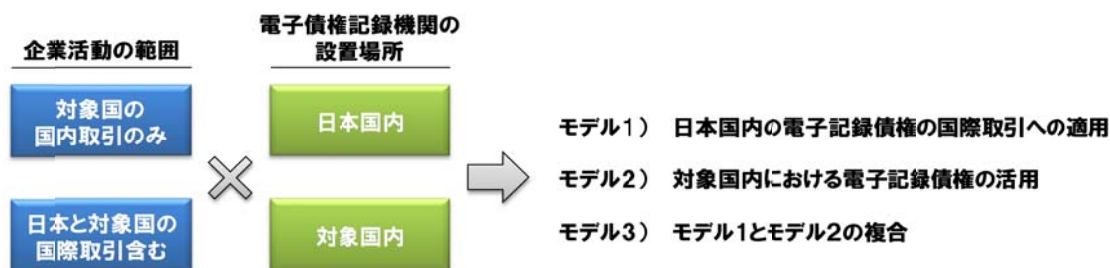 企業活動の範囲
電子債権記録機関の
設置場所
対象国の
国内取引のみ
日本国内
日本と対象国の
国際取引含む
対象国内
モデル1） 日本国内の電子記録債権の国際取引への適用
モデル2） 対象国内における電子記録債権の活用
モデル3） モデル1とモデル2の複合